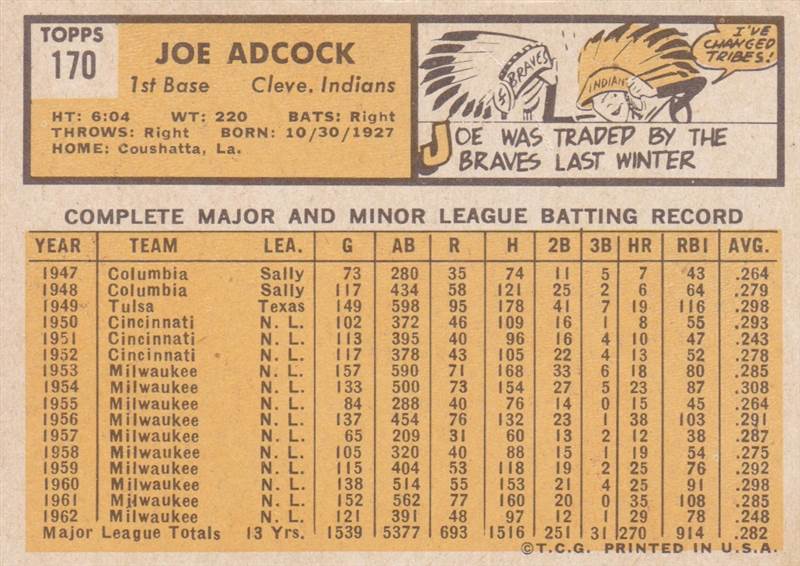 TOPPS
170
JOE ADCOCK
1st Base Cleve, Indians
HT: 6:04 WT: 220 BATS: Right
THROWS: Right BORN: 10/30/1927
HOME: Coushatta, La.
BRAVES
INDIANS
I'VE
CHANGED
TRIBES!
JOE WAS TRADED BY THE
BRAVES LAST WINTER
COMPLETE MAJOR AND MINOR LEAGUE BATTING RECORD
YEAR TEAM LEA. G AB R H 2B 3B HR RBI AVG.
1947 Columbia Sally 73 280 35 74 11 5 7 43 .264
1948 Columbia Sally 117 434 58 121 25 2 6 64 .279
1949 Tulsa Texas 149 598 95 178 41 7 19 116 .298
1950 Cincinnati N. L. 102 372 46 109 16 1 8 55 .293
1951 Cincinnati N. L. 113 395 40 96 16 4 10 47 .243
1952 Cincinnati N. L. 117 378 43 105 22 4 13 52 .278
1953 Milwaukee N. L. 157 590 71 168 33 6 18 80 .285
1954 Milwaukee N. L. 133 500 73 154 27 5 23 87 .308
1955 Milwaukee N. L. 84 288 40 76 14 0 15 45 .264
1956 Milwaukee N. L. 137 454 76 132 23 1 38 103 .291
1957 Milwaukee N. L. 65 209 31 60 13 2 12 38 .287
1958 Milwaukee N. L. 105 320 40 88 15 1 19 54 .275
1959 Milwaukee N. L. 115 404 53 118 19 2 25 76 .292
1960 Milwaukee N. L. 138 514 55 153 21 4 25 91 .298
1961 Milwaukee N. L. 152 562 77 160 20 0 35 108 .285
1962 Milwaukee N. L. 121 391 48 97 12 1 29 78 .248
Major League Totals 13 Yrs. 1539 5377 693 1516 251 31 270 914 .282
©T.C.G. PRINTED IN U.S.A.